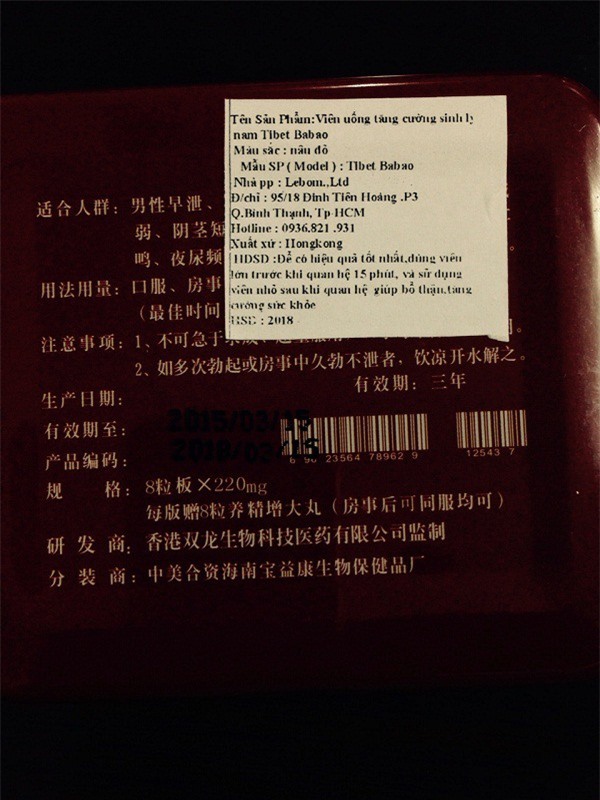 Tên Sản Phẩm:Viên uống tăng cường sinh lý
nam TIbet Babao
Màu sắc : nâu đỏ
Mẫu SP ( Model ) : TIbet Babao
Nhà pp : Lebom.,Ltd
Đ/chỉ : 95/18 Đinh Tiên Hoàng .P3
Q.Bình Thạnh, Tp HCM
Hotline : 0936.821 .931
Xuất xứ : Hongkong
HDSD :Để có hiệu quả tốt nhất,dùng viên
lớn trước khi quan hệ 15 phút, và sử dụng
viên nhỏ sau khi quan hệ giúp bổ thận,tăng
cường sức khỏe
HSD : 2018
适合人群：男性早泄、
弱、阴茎短
鸣、夜尿频
用法用量：口服、房事
（最佳时间
注意事项：1、不可急于
2、如多次勃起或房事中久勃不泄者，饮凉开水解之。
有效期：三年
生产日期：
有效期至：2015/03/15
产品编码：2018/03/15
6 90 23564 78962 9
12543 7
规 格：8粒板×220mg
每版赠8粒养精增大丸（房事后可同服均可）
研 发 商：香港双龙生物科技医药有限公司监制
分 装 商：中美合资海南宝益康生物保健品厂